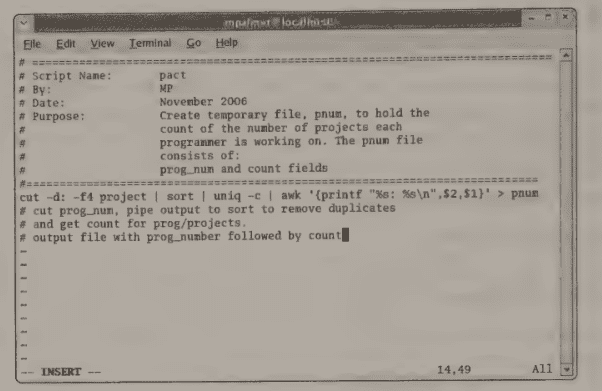 mpalmer@localhost:~
File Edit View Terminal Go Help
# ==============================================================================
# Script Name: pact
# By: MP
# Date: November 2006
# Purpose: Create temporary file, pnum, to hold the
# count of the number of projects each
# programmer is working on. The pnum file
# consists of:
# prog_num and count fields
#==============================================================================
cut -d: -f4 project | sort | uniq -c | awk '{printf "%s: %s\n",$2,$1}' > pnum
# cut prog_num, pipe output to sort to remove duplicates
# and get count for prog/projects.
# output file with prog_number followed by count
~
~
~
~
~
~
~
~
~
-- INSERT -- 14,49 All